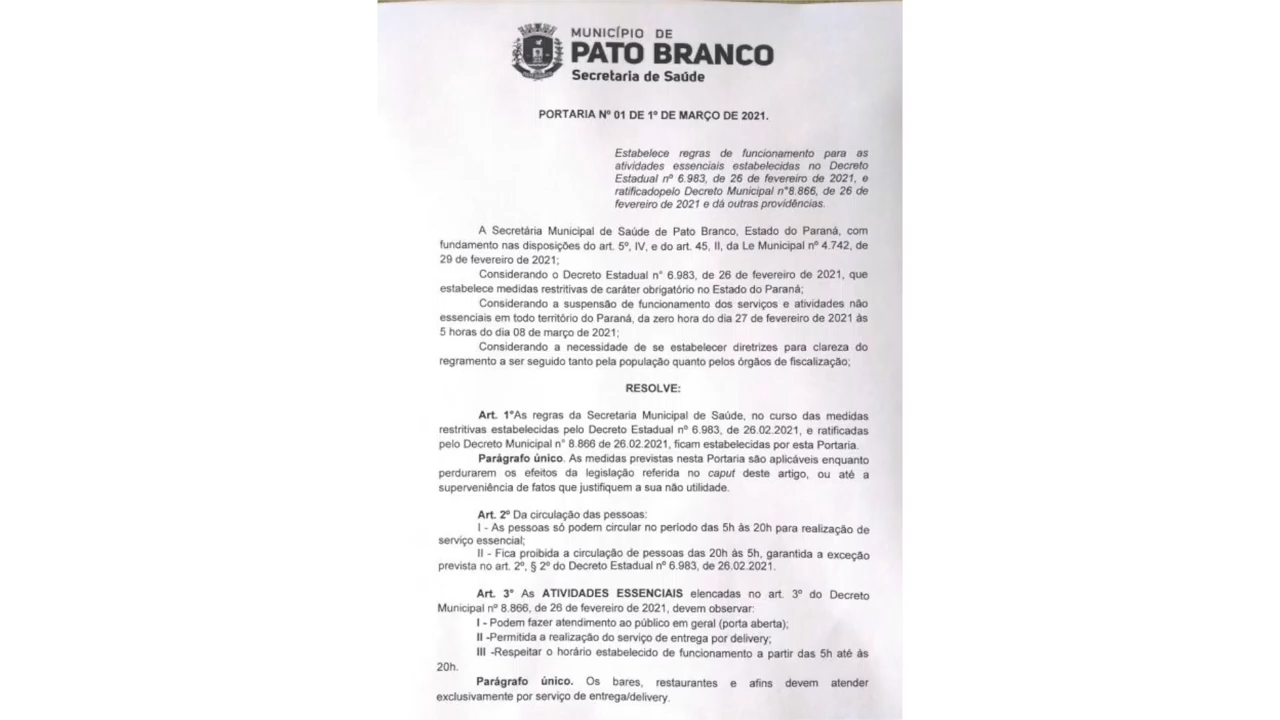 MUNICÍPIO DE
PATO BRANCO
Secretaria de Saúde
PORTARIA Nº 01 DE 1º DE MARÇO DE 2021.
Estabelece regras de funcionamento para as
atividades essenciais estabelecidas no Decreto
Estadual nº 6.983, de 26 de fevereiro de 2021, e
ratificadopelo Decreto Municipal n°8.866, de 26 de
fevereiro de 2021 e dá outras providências.
A Secretária Municipal de Saúde de Pato Branco, Estado do Paraná, com
fundamento nas disposições do art. 5º, IV, e do art. 45, II, da Le Municipal nº 4.742, de
29 de fevereiro de 2021;
Considerando o Decreto Estadual n° 6.983, de 26 de fevereiro de 2021, que
estabelece medidas restritivas de caráter obrigatório no Estado do Paraná;
Considerando a suspensão de funcionamento dos serviços e atividades não
essenciais em todo território do Paraná, da zero hora do dia 27 de fevereiro de 2021 às
5 horas do dia 08 de março de 2021;
Considerando a necessidade de se estabelecer diretrizes para clareza do
regramento a ser seguido tanto pela população quanto pelos órgãos de fiscalização;
RESOLVE:
Art. 1°As regras da Secretaria Municipal de Saúde, no curso das medidas
restritivas estabelecidas pelo Decreto Estadual nº 6.983, de 26.02.2021, e ratificadas
pelo Decreto Municipal n° 8.866 de 26.02.2021, ficam estabelecidas por esta Portaria.
Parágrafo único. As medidas previstas nesta Portaria são aplicáveis enquanto
perdurarem os efeitos da legislação referida no caput deste artigo, ou até a
superveniência de fatos que justifiquem a sua não utilidade.
Art. 2º Da circulação das pessoas:
I - As pessoas só podem circular no período das 5h às 20h para realização de
serviço essencial;
II - Fica proibida a circulação de pessoas das 20h às 5h, garantida a exceção
prevista no art. 2º, § 2º do Decreto Estadual nº 6.983, de 26.02.2021.
Art. 3° As ATIVIDADES ESSENCIAIS elencadas no art. 3º do Decreto
Municipal nº 8.866, de 26 de fevereiro de 2021, devem observar:
I - Podem fazer atendimento ao público em geral (porta aberta);
II -Permitida a realização do serviço de entrega por delivery;
III -Respeitar o horário estabelecido de funcionamento a partir das 5h até às
20h.
Parágrafo único. Os bares, restaurantes e afins devem atender
exclusivamente por serviço de entrega/delivery.